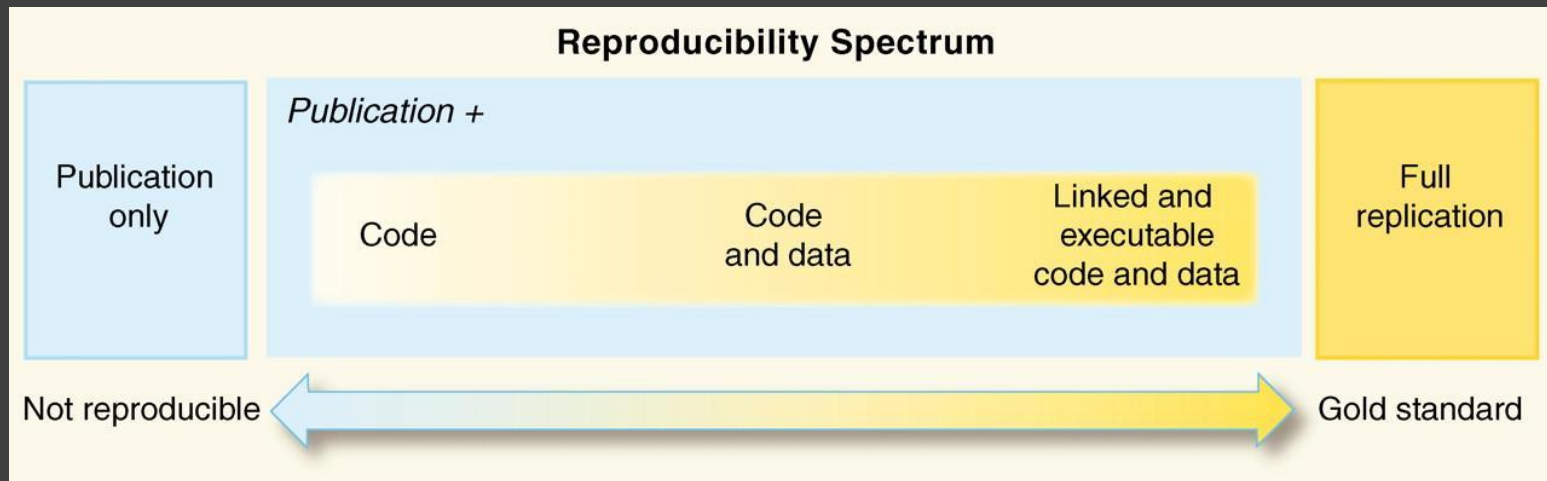 Reproducibility Spectrum
Publication
only
Publication +
Code
Code
and data
Linked and
executable
code and data
Full
replication
Not reproducible
Gold standard